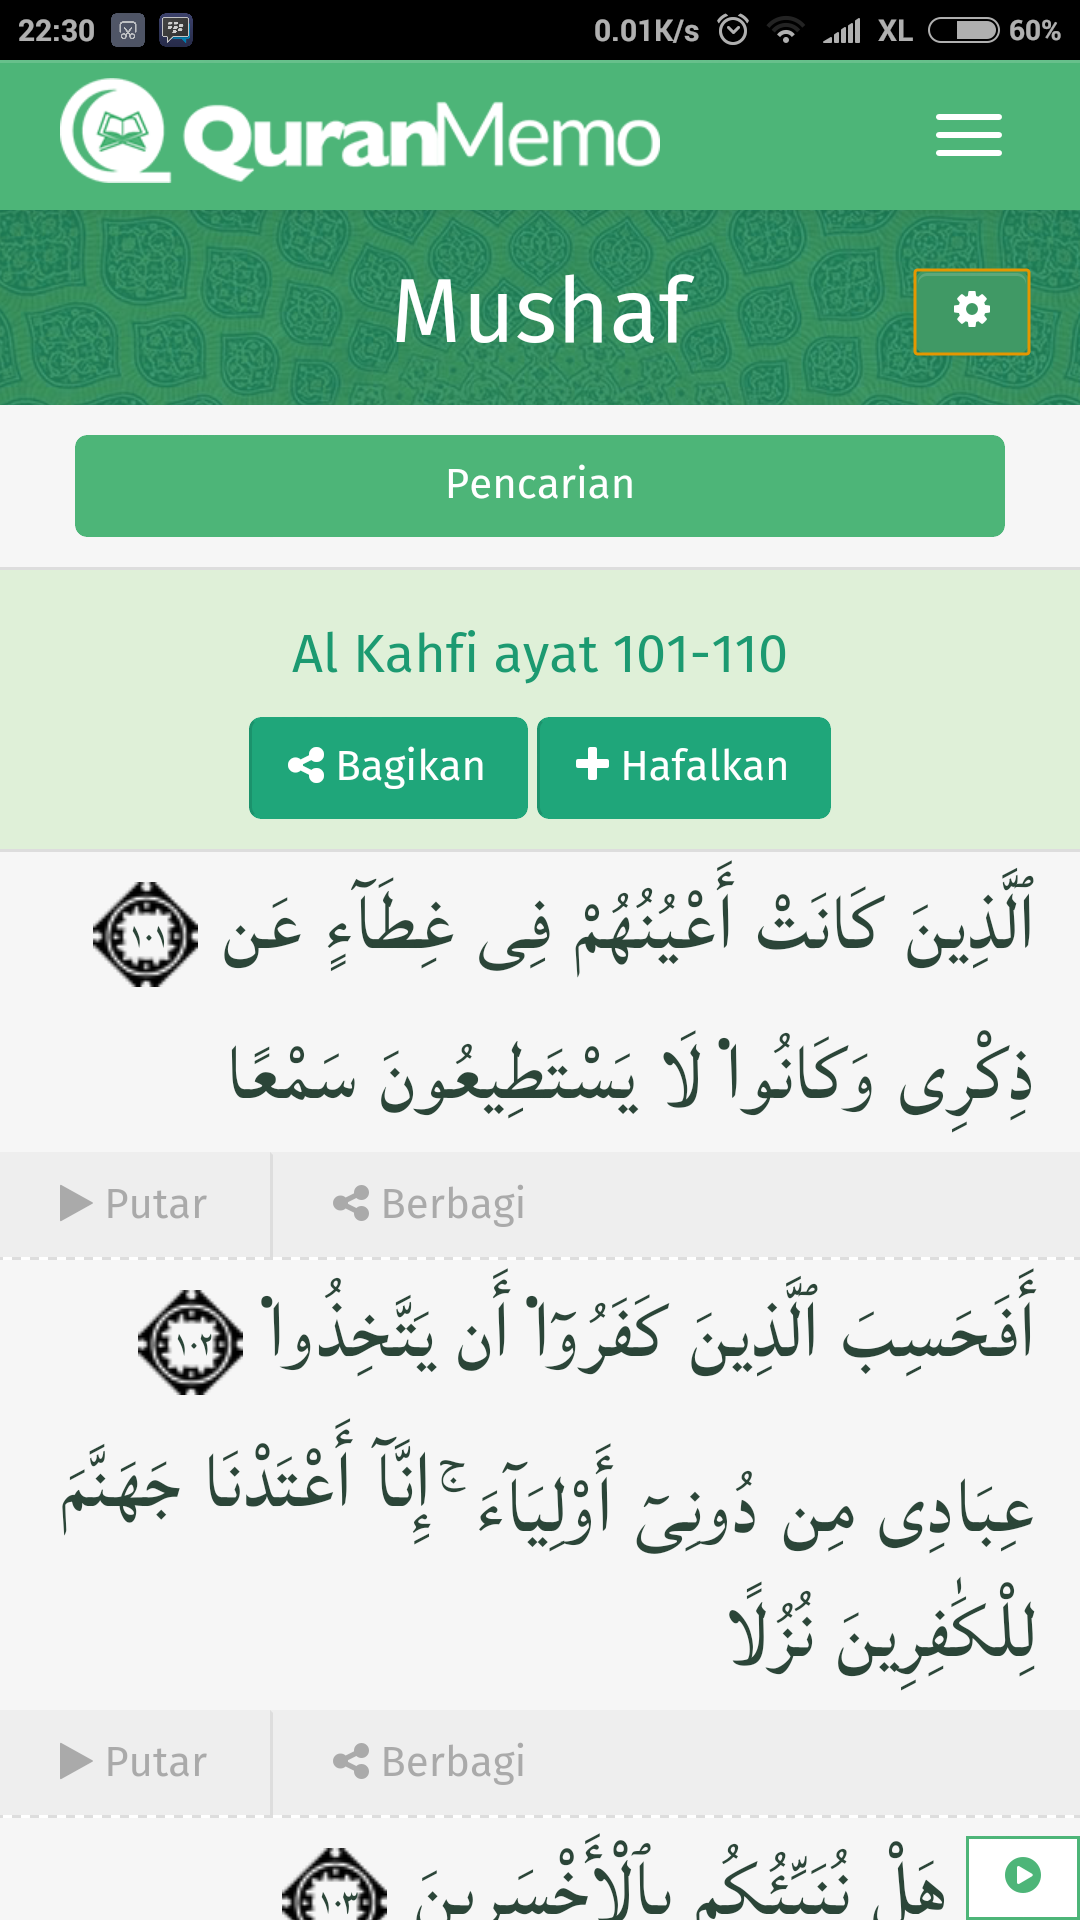 22:30 0.01K/s XL 60%
QuranMemo
Mushaf
Pencarian
Al Kahfi ayat 101-110
Bagikan Hafalkan
ٱلَّذِينَ كَانَتْ أَعْيُنُهُمْ فِى غِطَآءٍ عَن ١٠١
ذِكْرِى وَكَانُوا۟ لَا يَسْتَطِيعُونَ سَمْعًا
Putar Berbagi
أَفَحَسِبَ ٱلَّذِينَ كَفَرُوٓا۟ أَن يَتَّخِذُوا۟ ١٠٢
عِبَادِى مِن دُونِىٓ أَوْلِيَآءَ ۚ إِنَّآ أَعْتَدْنَا جَهَنَّمَ
لِلْكَٰفِرِينَ نُزُلًا
Putar Berbagi
هَلْ نُنَبِّئُكُم بِٱلْأَخْسَرِينَ ١٠٣